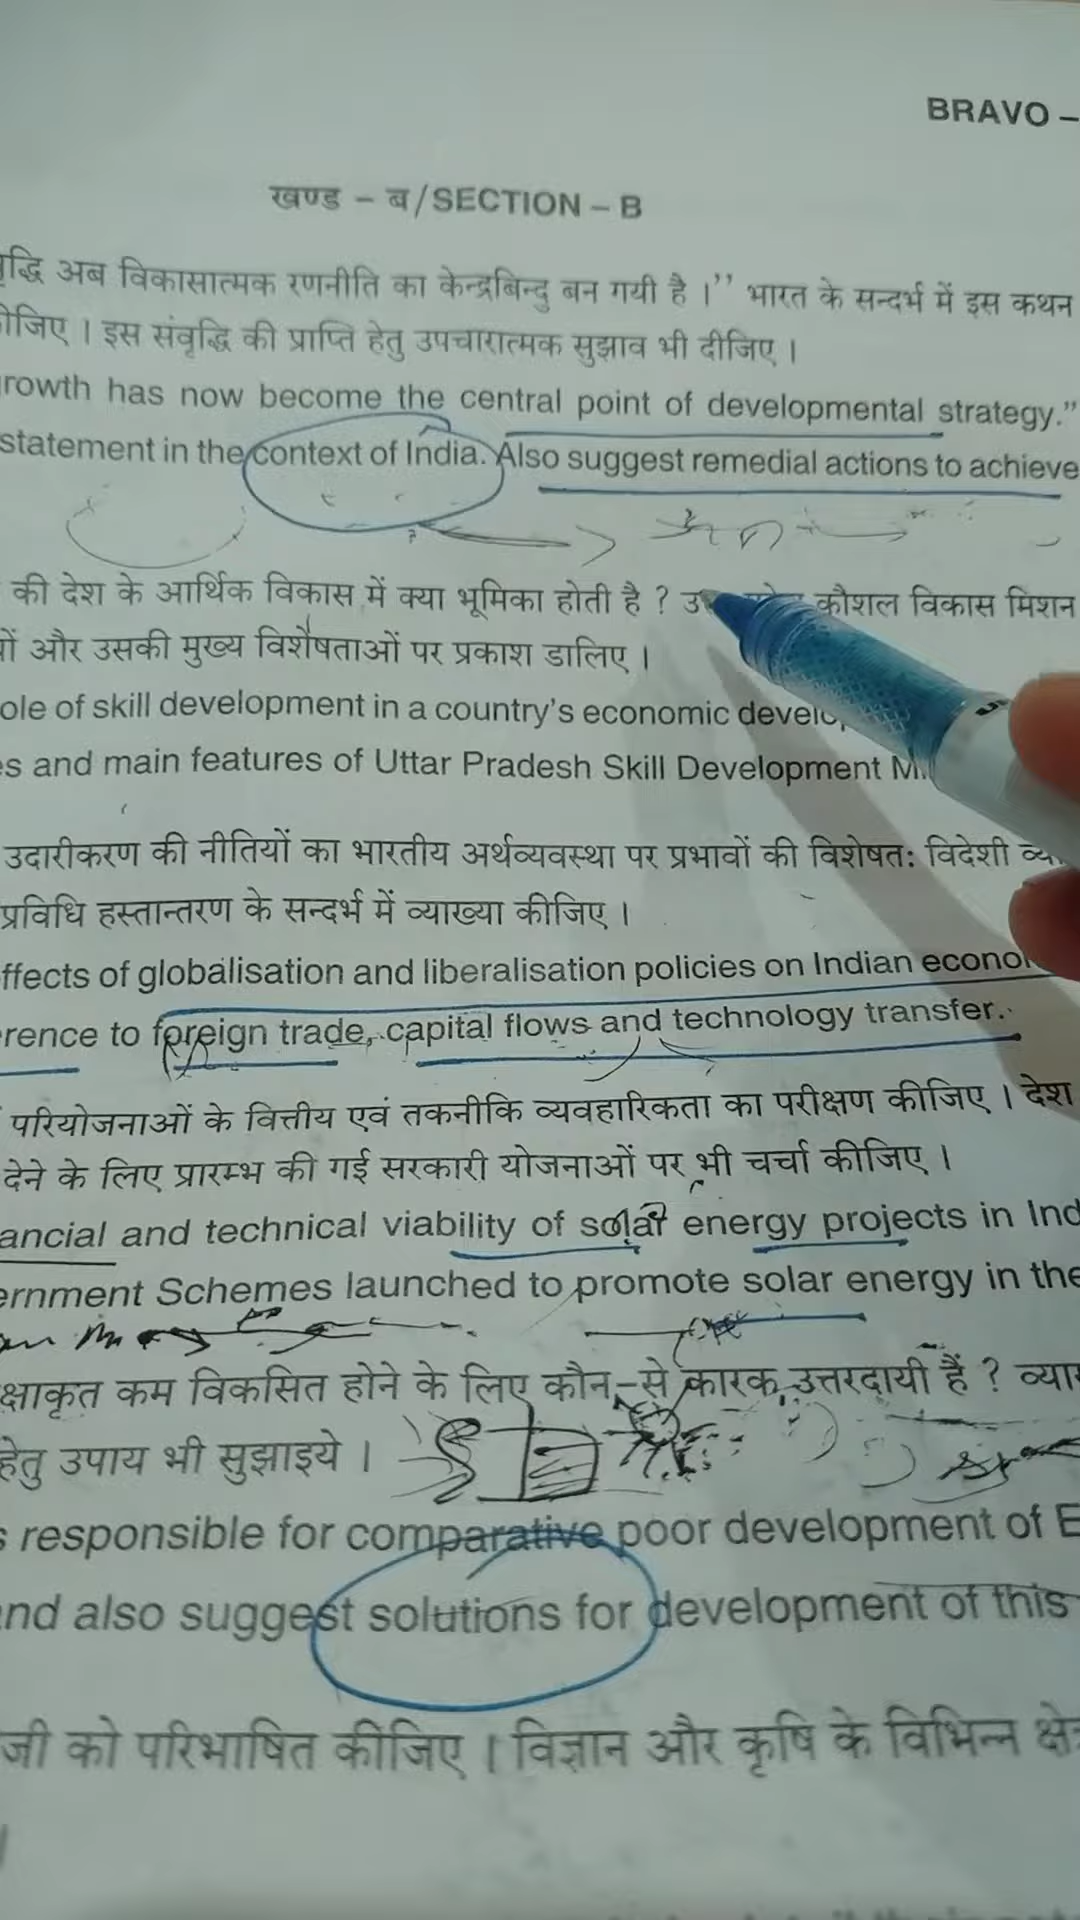 BRAVO –
खण्ड – ब/SECTION – B
वृद्धि अब विकासात्मक रणनीति का केन्द्रबिन्दु बन गयी है ।’’ भारत के सन्दर्भ में इस कथन
कीजिए । इस संवृद्धि की प्राप्ति हेतु उपचारात्मक सुझाव भी दीजिए ।
rowth has now become the central point of developmental strategy.”
statement in the context of India. Also suggest remedial actions to achieve
की देश के आर्थिक विकास में क्या भूमिका होती है ? कौशल विकास मिशन
यों और उसकी मुख्य विशेषताओं पर प्रकाश डालिए ।
ole of skill development in a country’s economic develo
es and main features of Uttar Pradesh Skill Development M
उदारीकरण की नीतियों का भारतीय अर्थव्यवस्था पर प्रभावों की विशेषतः विदेशी व्या
प्रविधि हस्तान्तरण के सन्दर्भ में व्याख्या कीजिए ।
ffects of globalisation and liberalisation policies on Indian econo
rence to foreign trade, capital flows and technology transfer.
परियोजनाओं के वित्तीय एवं तकनीकि व्यवहारिकता का परीक्षण कीजिए । देश
देने के लिए प्रारम्भ की गई सरकारी योजनाओं पर भी चर्चा कीजिए ।
ancial and technical viability of solar energy projects in Ind
ernment Schemes launched to promote solar energy in the
क्षाकृत कम विकसित होने के लिए कौन-से कारक उत्तरदायी हैं ? व्या
हेतु उपाय भी सुझाइये ।
s responsible for comparative poor development of E
nd also suggest solutions for development of this
जी को परिभाषित कीजिए । विज्ञान और कृषि के विभिन्न क्षे